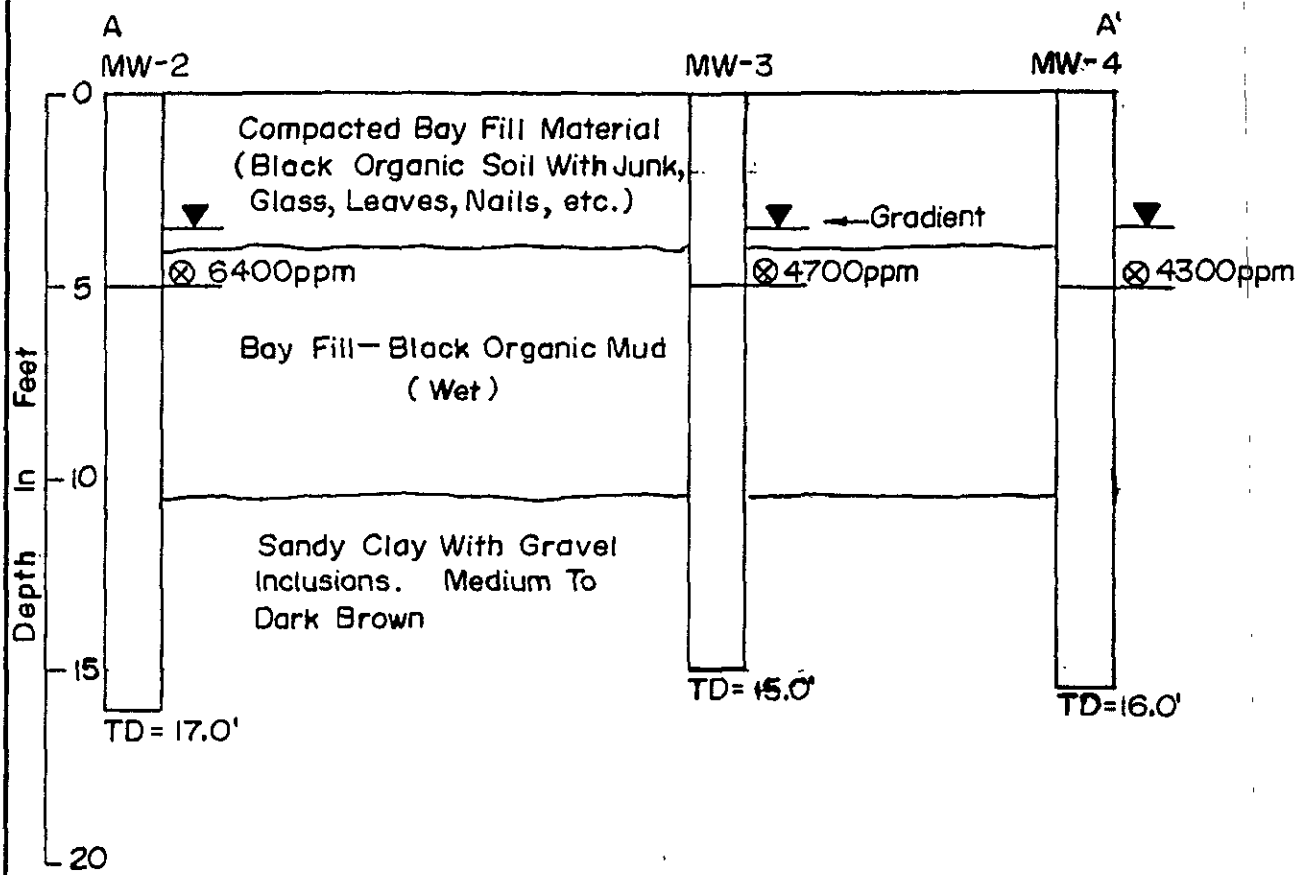 A
A'
MW-2
MW-3
MW-4
0
Compacted Bay Fill Material
(Black Organic Soil With Junk,
Glass, Leaves, Nails, etc.)
Gradient
6400ppm
4700ppm
4300ppm
5
Bay Fill-Black Organic Mud
(Wet)
Depth In Feet
10
Sandy Clay With Gravel
Inclusions. Medium To
Dark Brown
15
TD= 17.0'
TD= 15.0'
TD=16.0'
20